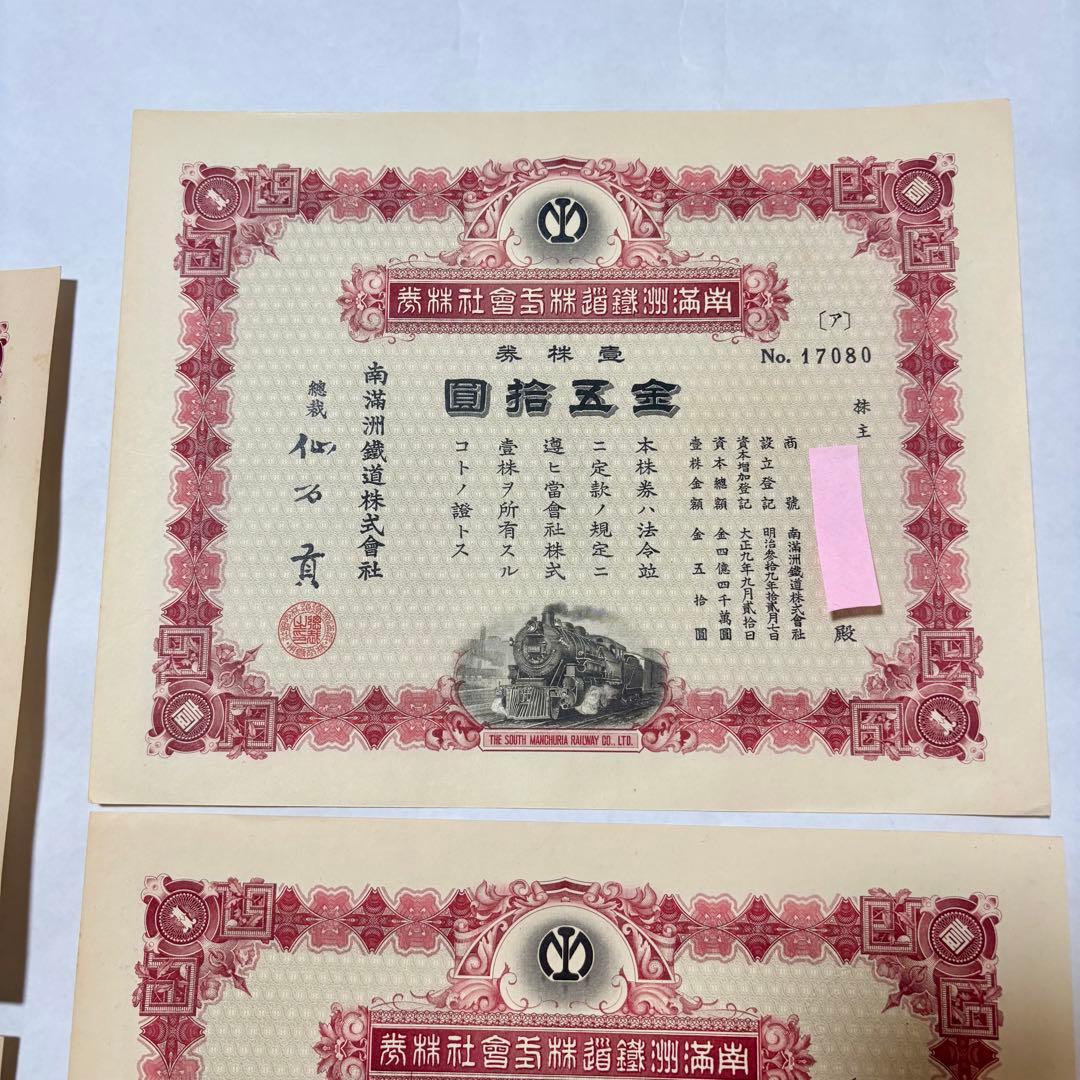 南滿洲鐵道株式會社株券
〔ア〕
No. 17080
壹株券
金五拾圓
株主
殿
商號 南滿洲鐵道株式會社
設立登記 明治參拾九年拾貳月七日
資本增加登記 大正九年九月貳拾日
資本總額 金四億四千萬圓
壹株金額 金五拾圓
本株券ハ法令竝
ニ定款ノ規定ニ
遵ヒ當會社株式
壹株ヲ所有スル
コトノ證トス
南滿洲鐵道株式會社
總裁 仙石貢
THE SOUTH MANCHURIA RAILWAY CO., LTD.
南滿洲鐵道株式會社株券